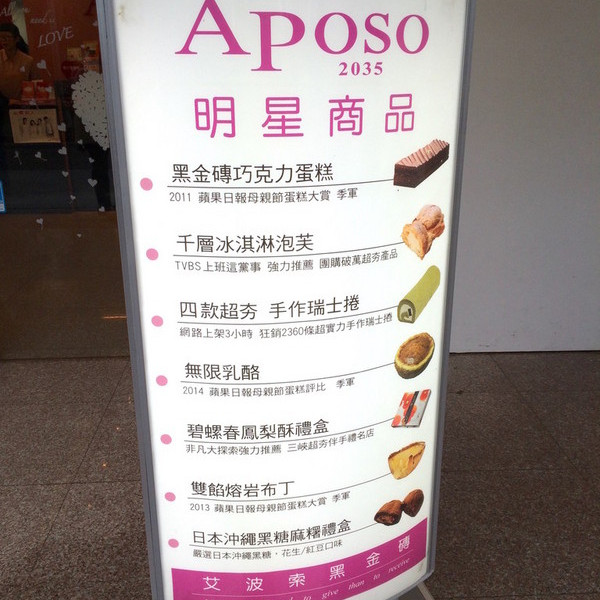 LOVE
APOSO
2035
明星商品
黑金磚巧克力蛋糕
2011 蘋果日報母親節蛋糕大賞 季軍
千層冰淇淋泡芙
TVBS上班這黨事 強力推薦 團購破萬超夯產品
四款超夯 手作瑞士捲
網路上架3小時 狂銷2360條超實力手作瑞士捲
無限乳酪
2014 蘋果日報母親節蛋糕評比 季軍
碧螺春鳳梨酥禮盒
非凡大探索強力推薦 三峽超夯伴手禮名店
雙餡熔岩布丁
2013 蘋果日報母親節蛋糕大賞 季軍
日本沖繩黑糖麻糬禮盒
嚴選日本沖繩黑糖，花生/紅豆口味
艾波索黑金磚
to give than to receive